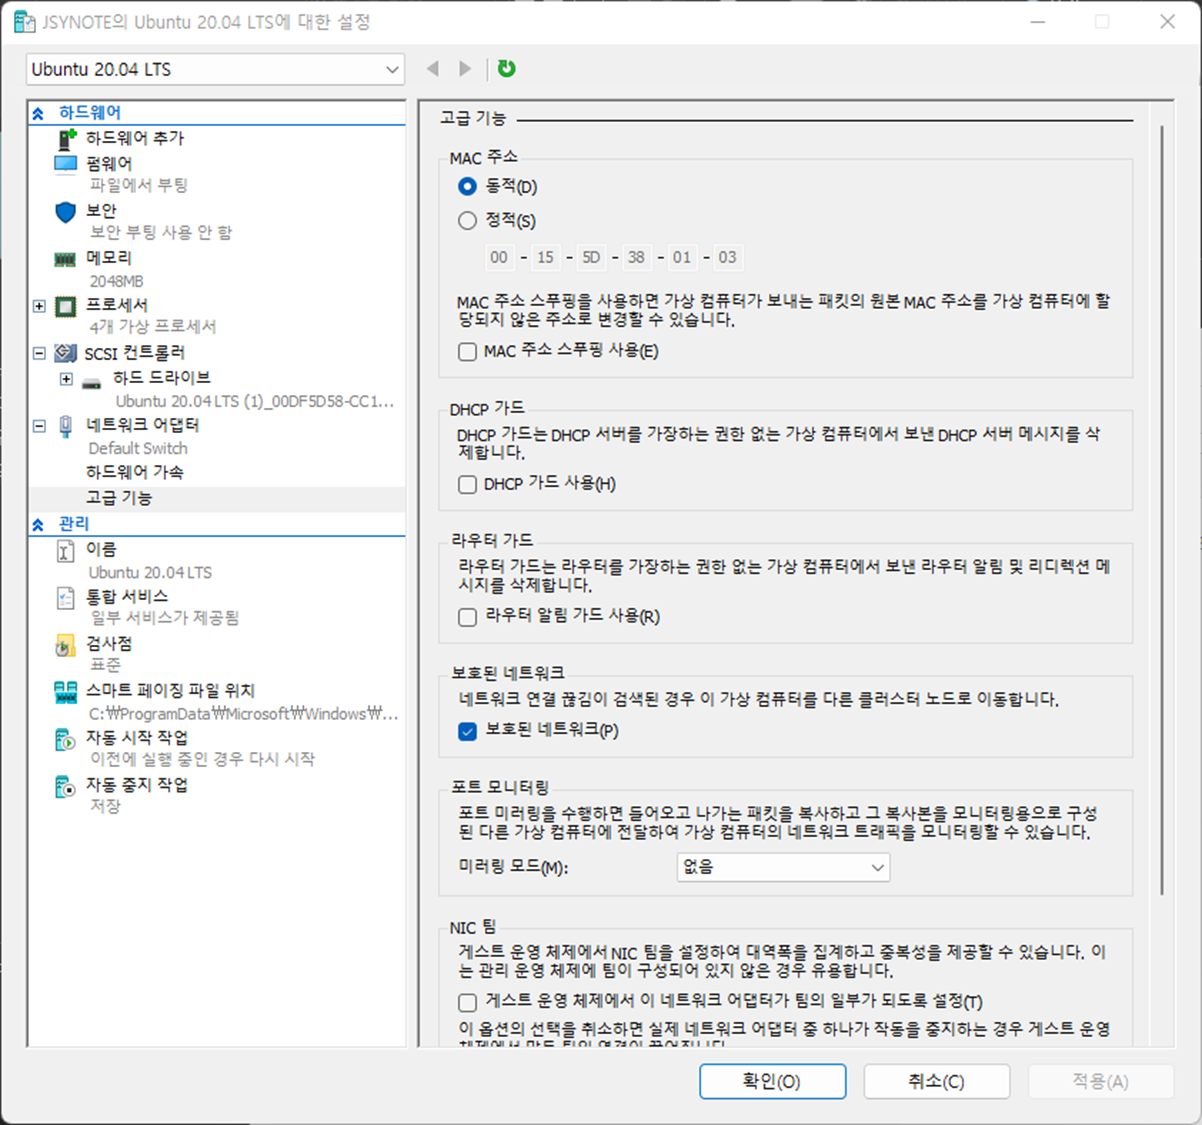 JSYNOTE의 Ubuntu 20.04 LTS에 대한 설정
Ubuntu 20.04 LTS
하드웨어
하드웨어 추가
펌웨어
파일에서 부팅
보안
보안 부팅 사용 안 함
메모리
2048MB
프로세서
4개 가상 프로세서
SCSI 컨트롤러
하드 드라이브
Ubuntu 20.04 LTS (1)_00DF5D58-CC1...
네트워크 어댑터
Default Switch
하드웨어 가속
고급 기능
관리
이름
Ubuntu 20.04 LTS
통합 서비스
일부 서비스가 제공됨
검사점
표준
스마트 페이징 파일 위치
C:₩ProgramData₩Microsoft₩Windows₩...
자동 시작 작업
이전에 실행 중인 경우 다시 시작
자동 중지 작업
저장
고급 기능
MAC 주소
동적(D)
정적(S)
00 - 15 - 5D - 38 - 01 - 03
MAC 주소 스푸핑을 사용하면 가상 컴퓨터가 보내는 패킷의 원본 MAC 주소를 가상 컴퓨터에 할
당되지 않은 주소로 변경할 수 있습니다.
MAC 주소 스푸핑 사용(E)
DHCP 가드
DHCP 가드는 DHCP 서버를 가장하는 권한 없는 가상 컴퓨터에서 보낸 DHCP 서버 메시지를 삭
제합니다.
DHCP 가드 사용(H)
라우터 가드
라우터 가드는 라우터를 가장하는 권한 없는 가상 컴퓨터에서 보낸 라우터 알림 및 리디렉션 메
시지를 삭제합니다.
라우터 알림 가드 사용(R)
보호된 네트워크
네트워크 연결 끊김이 검색된 경우 이 가상 컴퓨터를 다른 클러스터 노드로 이동합니다.
보호된 네트워크(P)
포트 모니터링
포트 미러링을 수행하면 들어오고 나가는 패킷을 복사하고 그 복사본을 모니터링용으로 구성
된 다른 가상 컴퓨터에 전달하여 가상 컴퓨터의 네트워크 트래픽을 모니터링할 수 있습니다.
미러링 모드(M): 없음
NIC 팀
게스트 운영 체제에서 NIC 팀을 설정하여 대역폭을 집계하고 중복성을 제공할 수 있습니다. 이
는 관리 운영 체제에 팀이 구성되어 있지 않은 경우 유용합니다.
게스트 운영 체제에서 이 네트워크 어댑터가 팀의 일부가 되도록 설정(T)
이 옵션의 선택을 취소하면 실제 네트워크 어댑터 중 하나가 작동을 중지하는 경우 게스트 운영
확인(O) 취소(C) 적용(A)